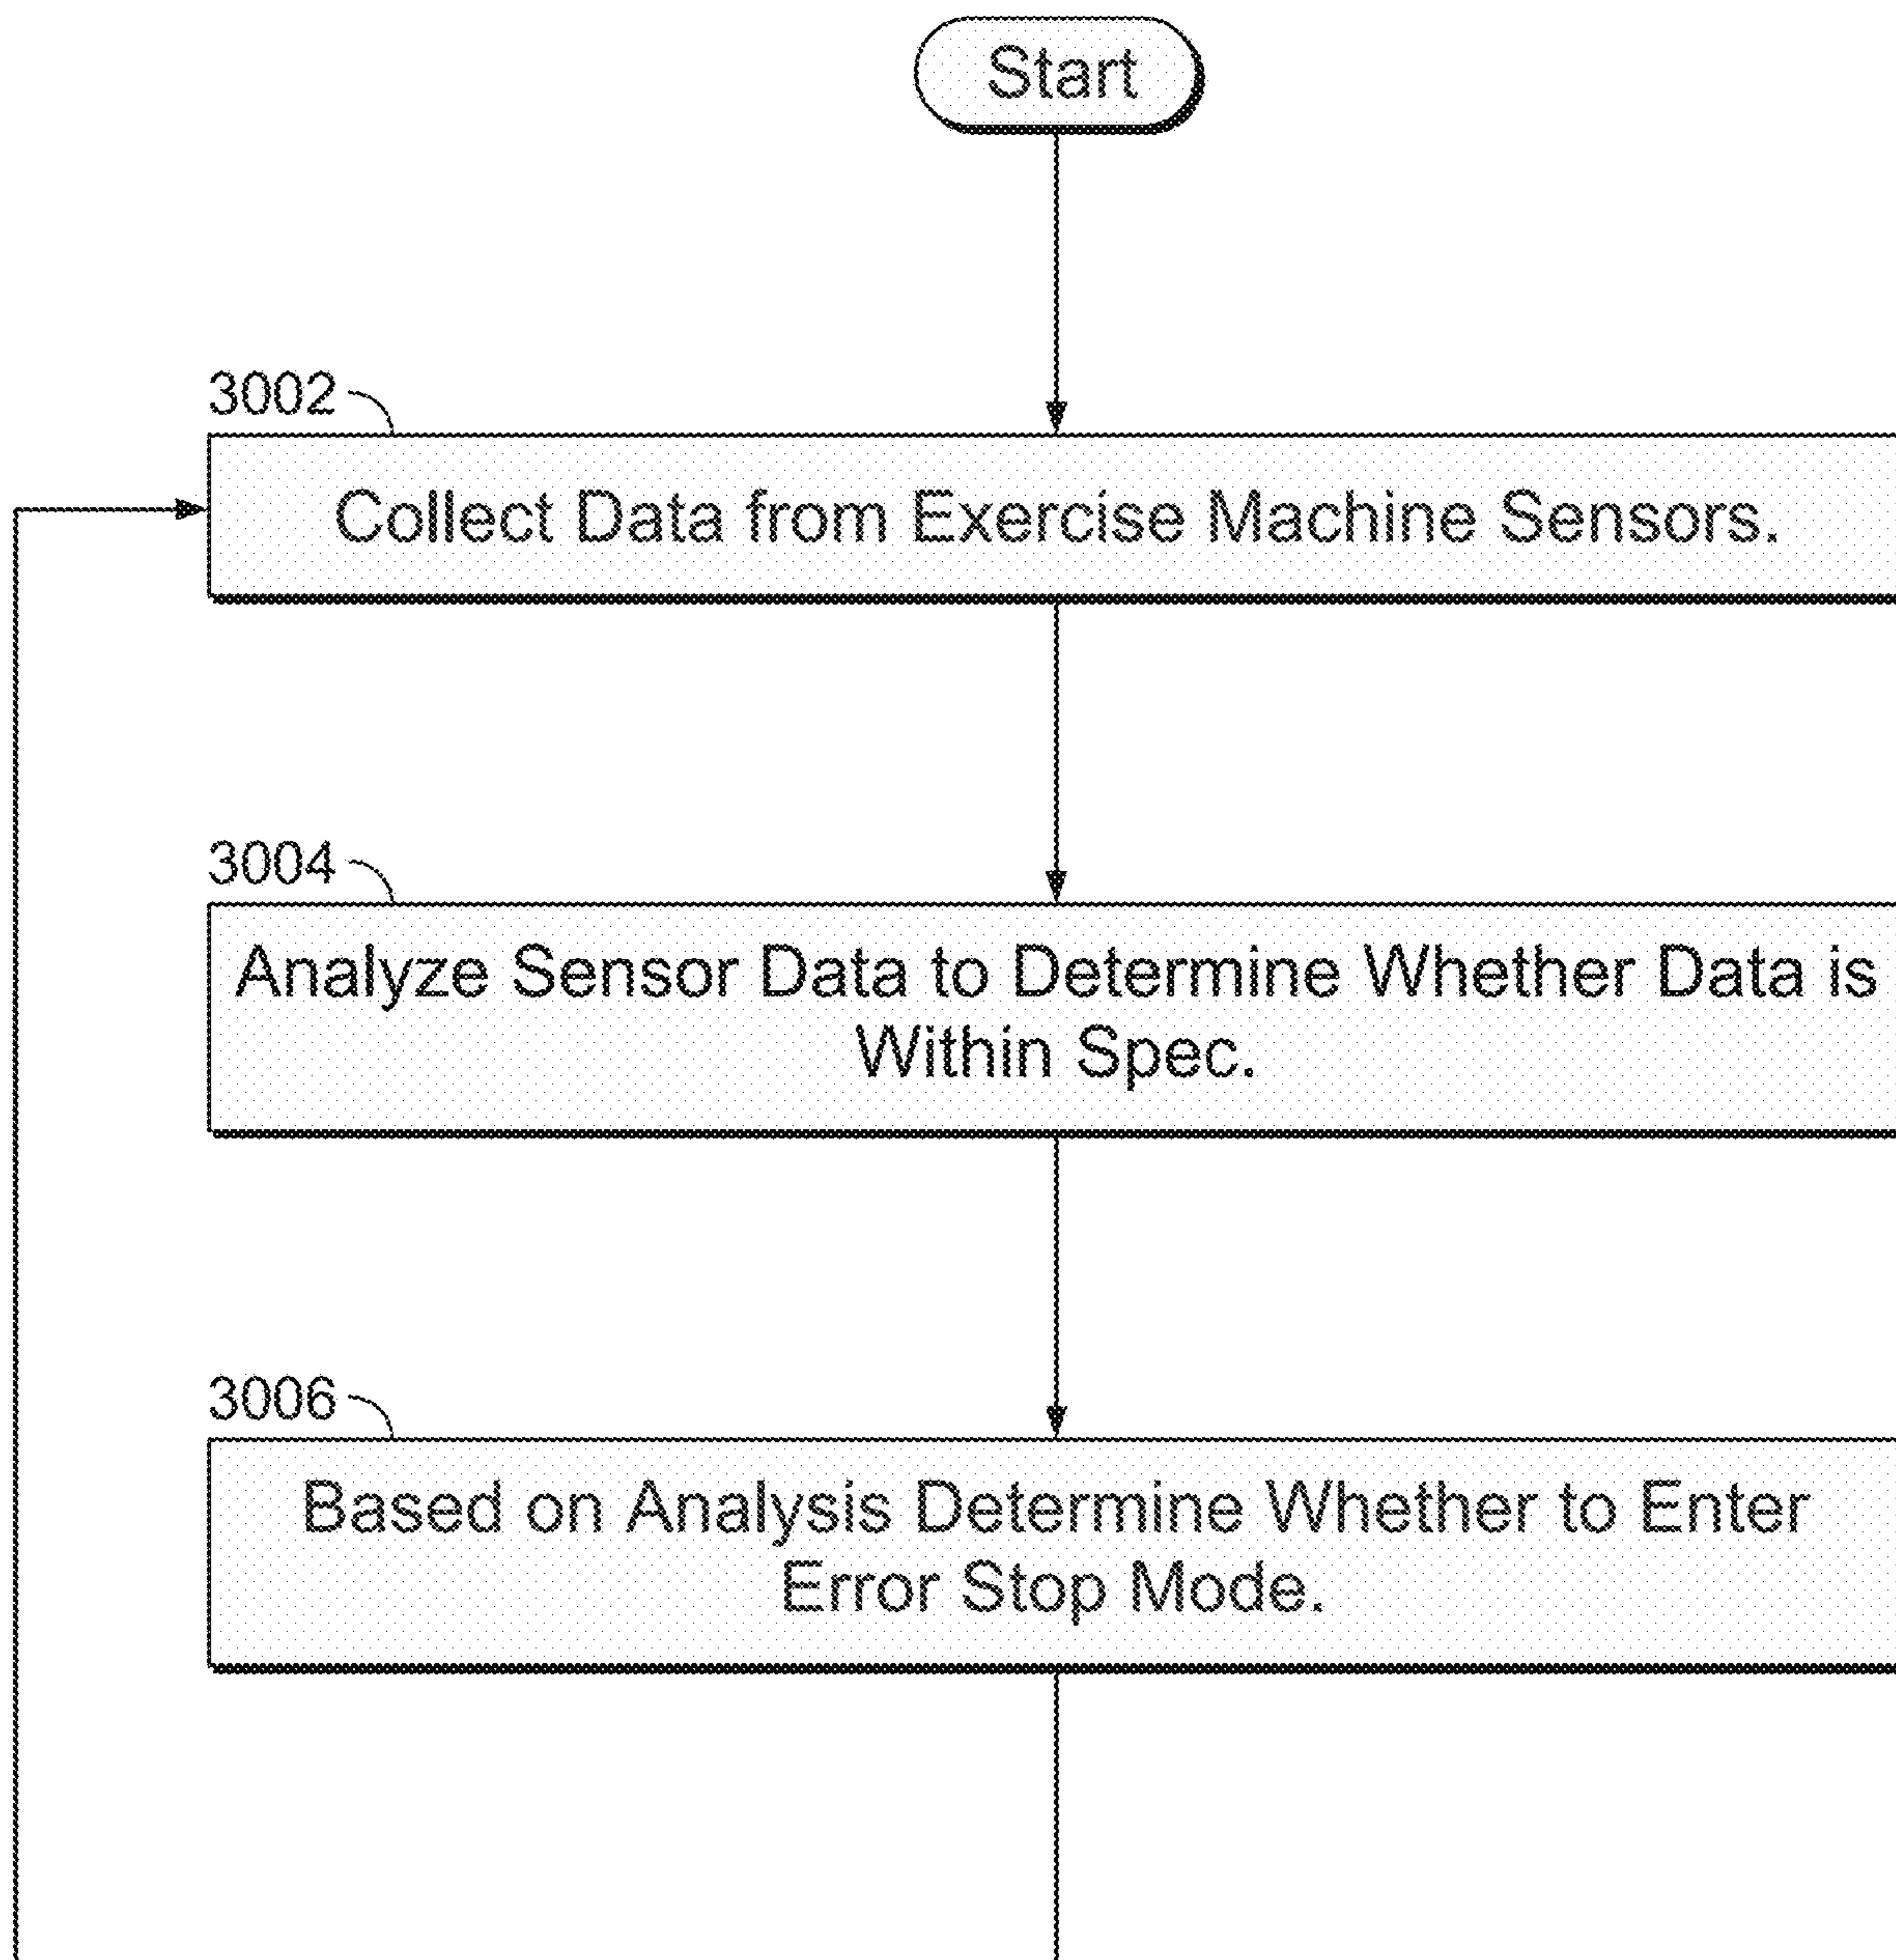 Start
3002
Collect Data from Exercise Machine Sensors.
3004
Analyze Sensor Data to Determine Whether Data is
Within Spec.
3006
Based on Analysis Determine Whether to Enter
Error Stop Mode.